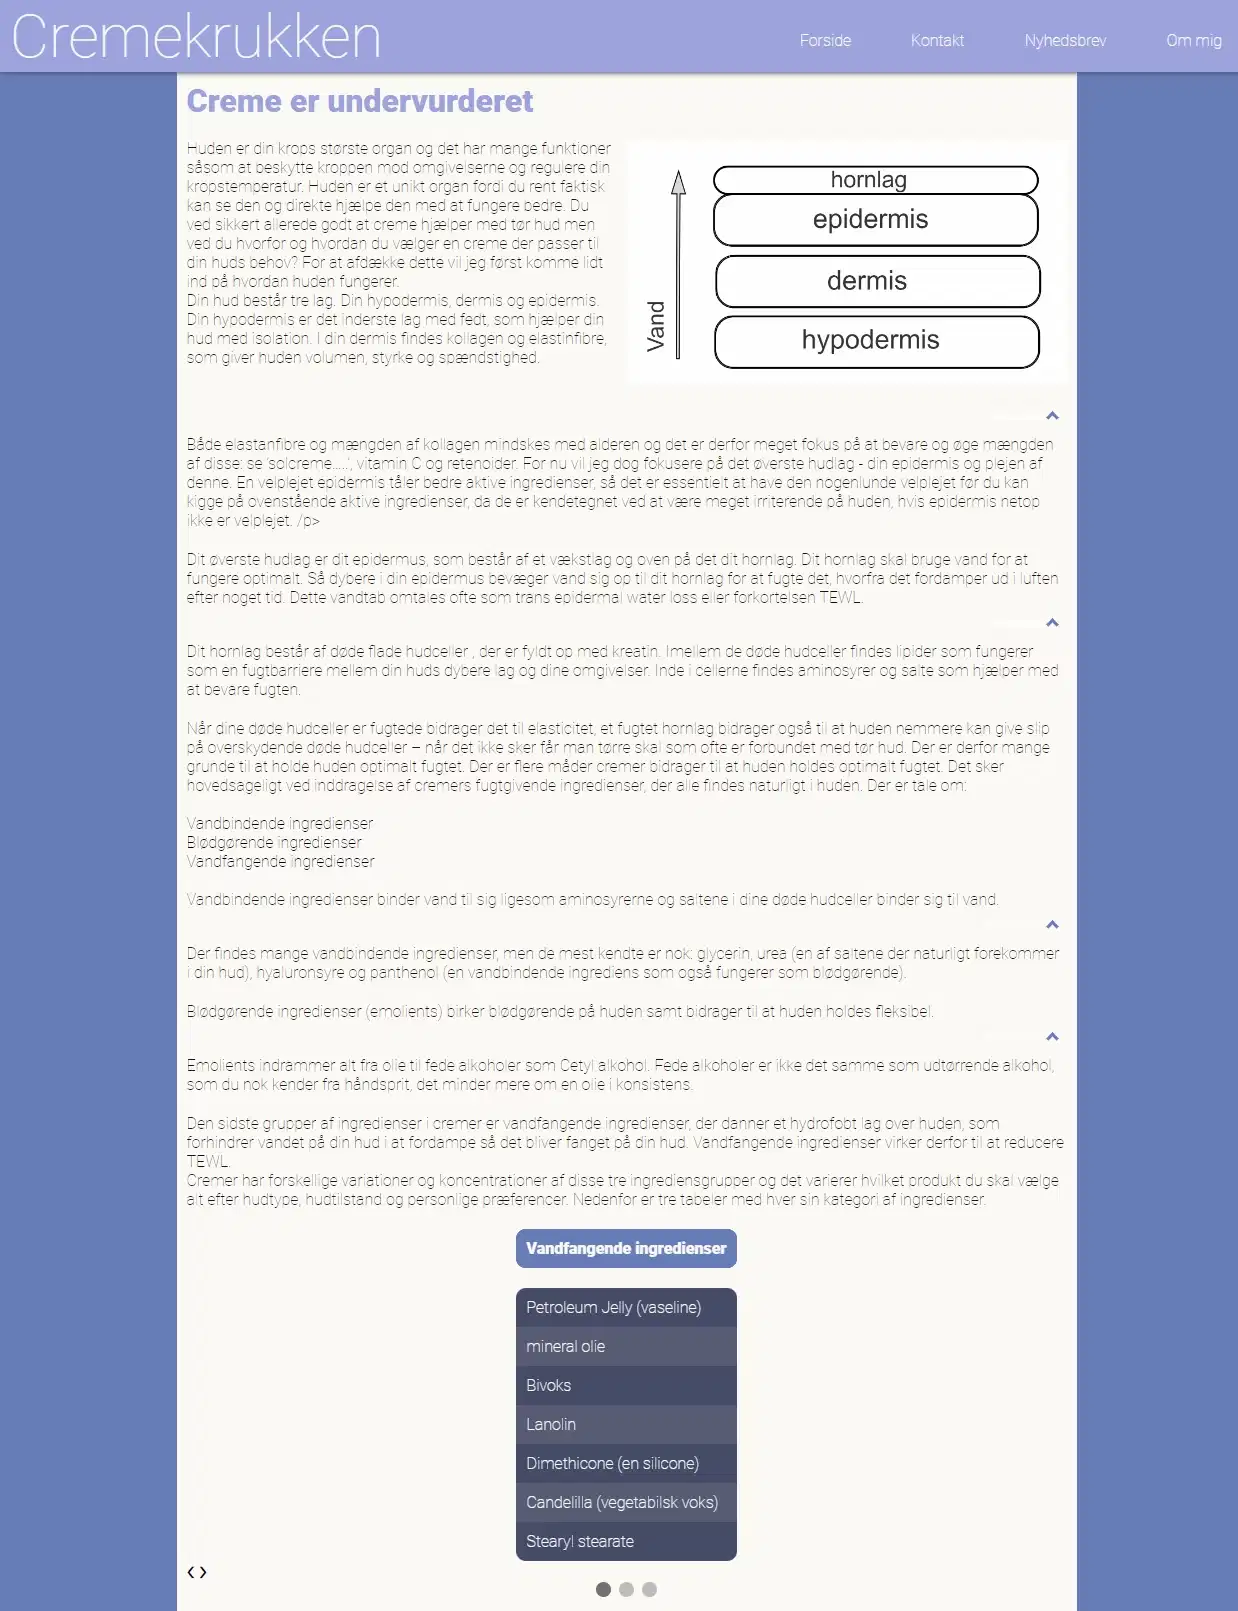 Cremekrukken
Forside
Kontakt
Nyhedsbrev
Om mig
Creme er undervurderet
Huden er din krops største organ og det har mange funktioner
såsom at beskytte kroppen mod omgivelserne og regulere din
kropstemperatur. Huden er et unikt organ fordi du rent faktisk
kan se den og direkte hjælpe den med at fungere bedre. Du
ved sikkert allerede godt at creme hjælper med tør hud men
ved du hvorfor og hvordan du vælger en creme der passer til
din huds behov? For at afdække dette vil jeg først komme lidt
ind på hvordan huden fungerer.
Din hud består tre lag. Din hypodermis, dermis og epidermis.
Din hypodermis er det inderste lag med fedt, som hjælper din
hud med isolation. I din dermis findes kollagen og elastinfibre,
som giver huden volumen, styrke og spændstighed.
Vand
hornlag
epidermis
dermis
hypodermis
Både elastanfibre og mængden af kollagen mindskes med alderen og det er derfor meget fokus på at bevare og øge mængden
af disse: se 'solcreme.....', vitamin C og retenoider. For nu vil jeg dog fokusere på det øverste hudlag - din epidermis og plejen af
denne. En velplejet epidermis tåler bedre aktive ingredienser, så det er essentielt at have den nogenlunde velplejet før du kan
kigge på ovenstående aktive ingredienser, da de er kendetegnet ved at være meget irriterende på huden, hvis epidermis netop
ikke er velplejet. /p>
Dit øverste hudlag er dit epidermus, som består af et vækstlag og oven på det dit hornlag. Dit hornlag skal bruge vand for at
fungere optimalt. Så dybere i din epidermus bevæger vand sig op til dit hornlag for at fugte det, hvorfra det fordamper ud i luften
efter noget tid. Dette vandtab omtales ofte som trans epidermal water loss eller forkortelsen TEWL.
Dit hornlag består af døde flade hudceller , der er fyldt op med kreatin. Imellem de døde hudceller findes lipider som fungerer
som en fugtbarriere mellem din huds dybere lag og dine omgivelser. Inde i cellerne findes aminosyrer og salte som hjælper med
at bevare fugten.
Når dine døde hudceller er fugtede bidrager det til elasticitet, et fugtet hornlag bidrager også til at huden nemmere kan give slip
på overskydende døde hudceller – når det ikke sker får man tørre skal som ofte er forbundet med tør hud. Der er derfor mange
grunde til at holde huden optimalt fugtet. Der er flere måder cremer bidrager til at huden holdes optimalt fugtet. Det sker
hovedsageligt ved inddragelse af cremers fugtgivende ingredienser, der alle findes naturligt i huden. Der er tale om:
Vandbindende ingredienser
Blødgørende ingredienser
Vandfangende ingredienser
Vandbindende ingredienser binder vand til sig ligesom aminosyrerne og saltene i dine døde hudceller binder sig til vand.
Der findes mange vandbindende ingredienser, men de mest kendte er nok: glycerin, urea (en af saltene der naturligt forekommer
i din hud), hyaluronsyre og panthenol (en vandbindende ingrediens som også fungerer som blødgørende).
Blødgørende ingredienser (emolients) birker blødgørende på huden samt bidrager til at huden holdes fleksibel.
Emolients indrammer alt fra olie til fede alkoholer som Cetyl alkohol. Fede alkoholer er ikke det samme som udtørrende alkohol,
som du nok kender fra håndsprit, det minder mere om en olie i konsistens.
Den sidste grupper af ingredienser i cremer er vandfangende ingredienser, der danner et hydrofobt lag over huden, som
forhindrer vandet på din hud i at fordampe så det bliver fanget på din hud. Vandfangende ingredienser virker derfor til at reducere
TEWL.
Cremer har forskellige variationer og koncentrationer af disse tre ingrediensgrupper og det varierer hvilket produkt du skal vælge
alt efter hudtype, hudtilstand og personlige præferencer. Nedenfor er tre tabeler med hver sin kategori af ingredienser.
Vandfangende ingredienser
Petroleum Jelly (vaseline)
mineral olie
Bivoks
Lanolin
Dimethicone (en silicone)
Candelilla (vegetabilsk voks)
Stearyl stearate